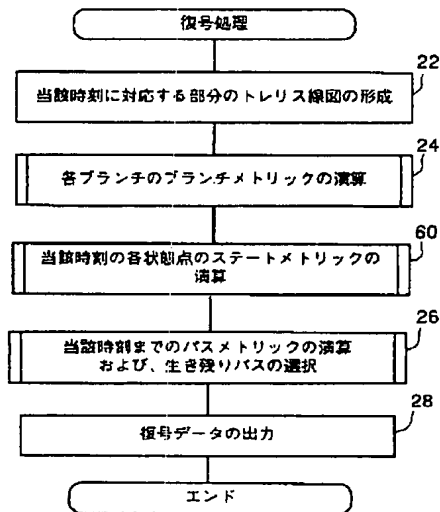 復号処理
22
当該時刻に対応する部分のトレリス線図の形成
24
各ブランチのブランチメトリックの演算
60
当該時刻の各状態点のステートメトリックの
演算
26
当該時刻までのパスメトリックの演算
および、生き残りパスの選択
28
復号データの出力
エンド